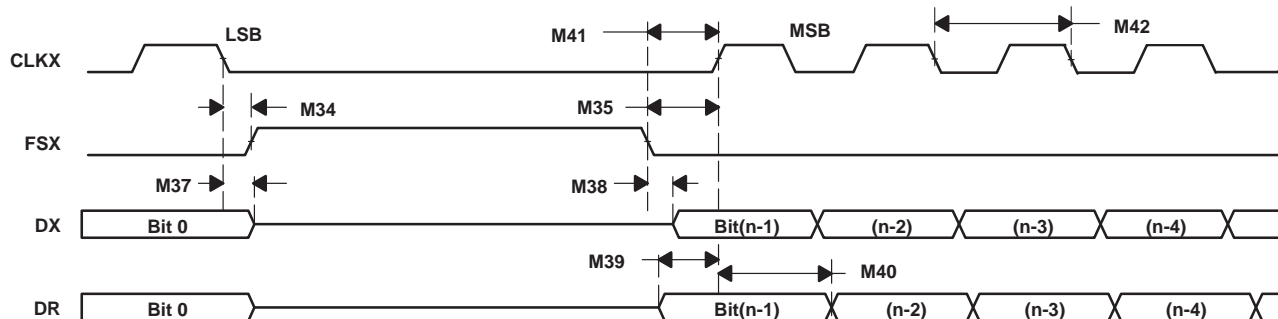 LSB
M41
MSB
M42
CLKX
M34
M35
FSX
M37
M38
DX
Bit 0
Bit(n-1)
(n-2)
(n-3)
(n-4)
M39
M40
DR
Bit 0
Bit(n-1)
(n-2)
(n-3)
(n-4)